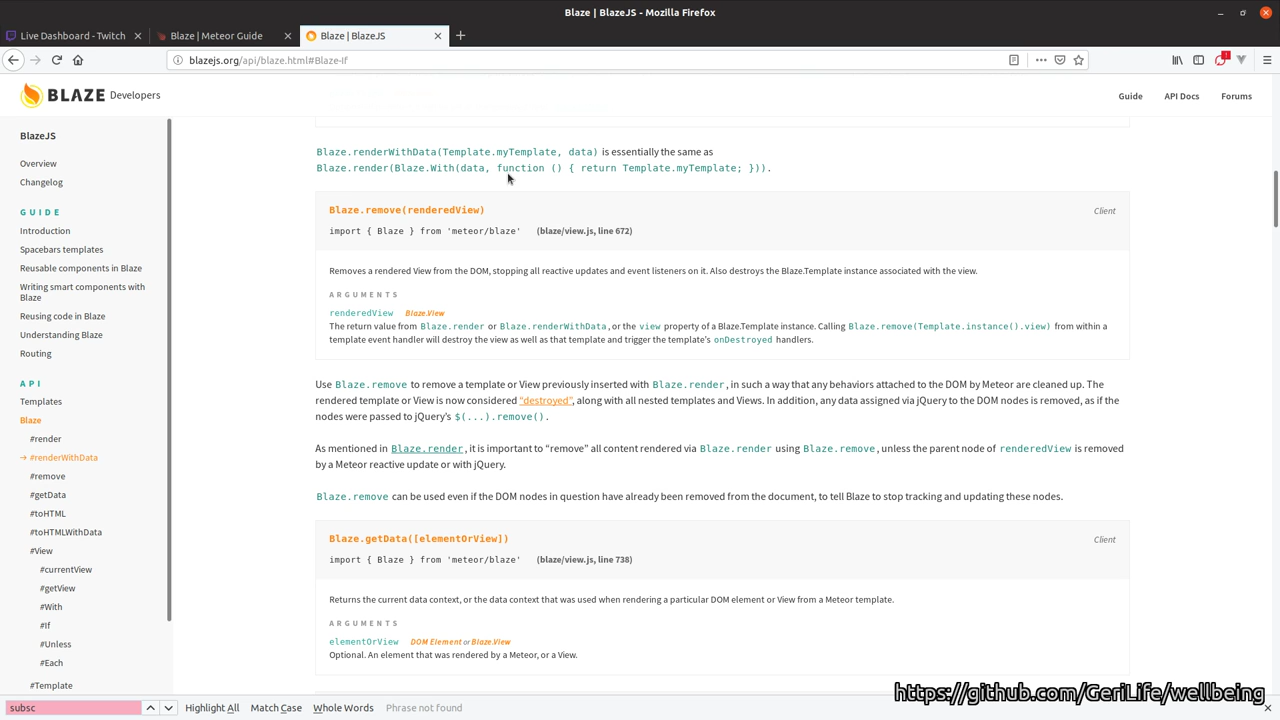 Blaze | BlazeJS - Mozilla Firefox
Live Dashboard - Twitch
Blaze | Meteor Guide
Blaze | BlazeJS
blazejs.org/api/blaze.html#Blaze-If
1
BLAZE Developers
Guide
API Docs
Forums
BlazeJS
Overview
Changelog
GUIDE
Introduction
Spacebars templates
Reusable components in Blaze
Writing smart components with
Blaze
Reusing code in Blaze
Understanding Blaze
Routing
API
Templates
Blaze
#render
→ #renderWithData
#remove
#getData
#toHTML
#toHTMLWithData
#View
#currentView
#getView
#With
#If
#Unless
#Each
#Template
Blaze.renderWithData(Template.myTemplate, data) is essentially the same as
Blaze.render(Blaze.With(data, function () { return Template.myTemplate; })).
Blaze.remove(renderedView)
Client
import { Blaze } from 'meteor/blaze' (blaze/view.js, line 672)
Removes a rendered View from the DOM, stopping all reactive updates and event listeners on it. Also destroys the Blaze.Template instance associated with the view.
ARGUMENTS
renderedView Blaze.View
The return value from Blaze.render or Blaze.renderWithData, or the view property of a Blaze.Template instance. Calling Blaze.remove(Template.instance().view) from within a
template event handler will destroy the view as well as that template and trigger the template's onDestroyed handlers.
Use Blaze.remove to remove a template or View previously inserted with Blaze.render, in such a way that any behaviors attached to the DOM by Meteor are cleaned up. The
rendered template or View is now considered "destroyed", along with all nested templates and Views. In addition, any data assigned via jQuery to the DOM nodes is removed, as if the
nodes were passed to jQuery's $(...).remove().
As mentioned in Blaze.render, it is important to "remove" all content rendered via Blaze.render using Blaze.remove, unless the parent node of renderedView is removed
by a Meteor reactive update or with jQuery.
Blaze.remove can be used even if the DOM nodes in question have already been removed from the document, to tell Blaze to stop tracking and updating these nodes.
Blaze.getData([elementOrView])
Client
import { Blaze } from 'meteor/blaze' (blaze/view.js, line 738)
Returns the current data context, or the data context that was used when rendering a particular DOM element or View from a Meteor template.
ARGUMENTS
elementOrView DOM Element or Blaze.View
Optional. An element that was rendered by a Meteor, or a View.
https://github.com/GeriLife/wellbeing
subsc
Highlight All
Match Case
Whole Words
Phrase not found